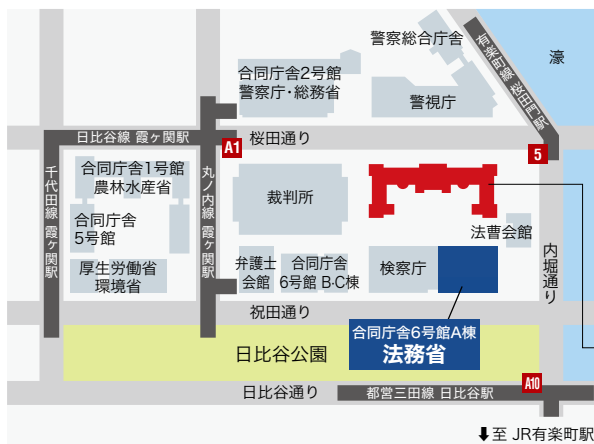 警察総合庁舎
有楽町線 桜田門駅
濠
合同庁舎2号館
警察庁・総務省
警視庁
日比谷線 霞ヶ関駅
A1
桜田通り
5
千代田線 霞ヶ関駅
合同庁舎1号館
農林水産省
丸ノ内線 霞ヶ関駅
裁判所
合同庁舎
5号館
法曹会館
内堀通り
厚生労働省
環境省
弁護士
会館
合同庁舎
6号館 B・C棟
検察庁
祝田通り
合同庁舎6号館A棟
法務省
日比谷公園
日比谷通り
都営三田線 日比谷駅
A10
⬇至 JR有楽町駅